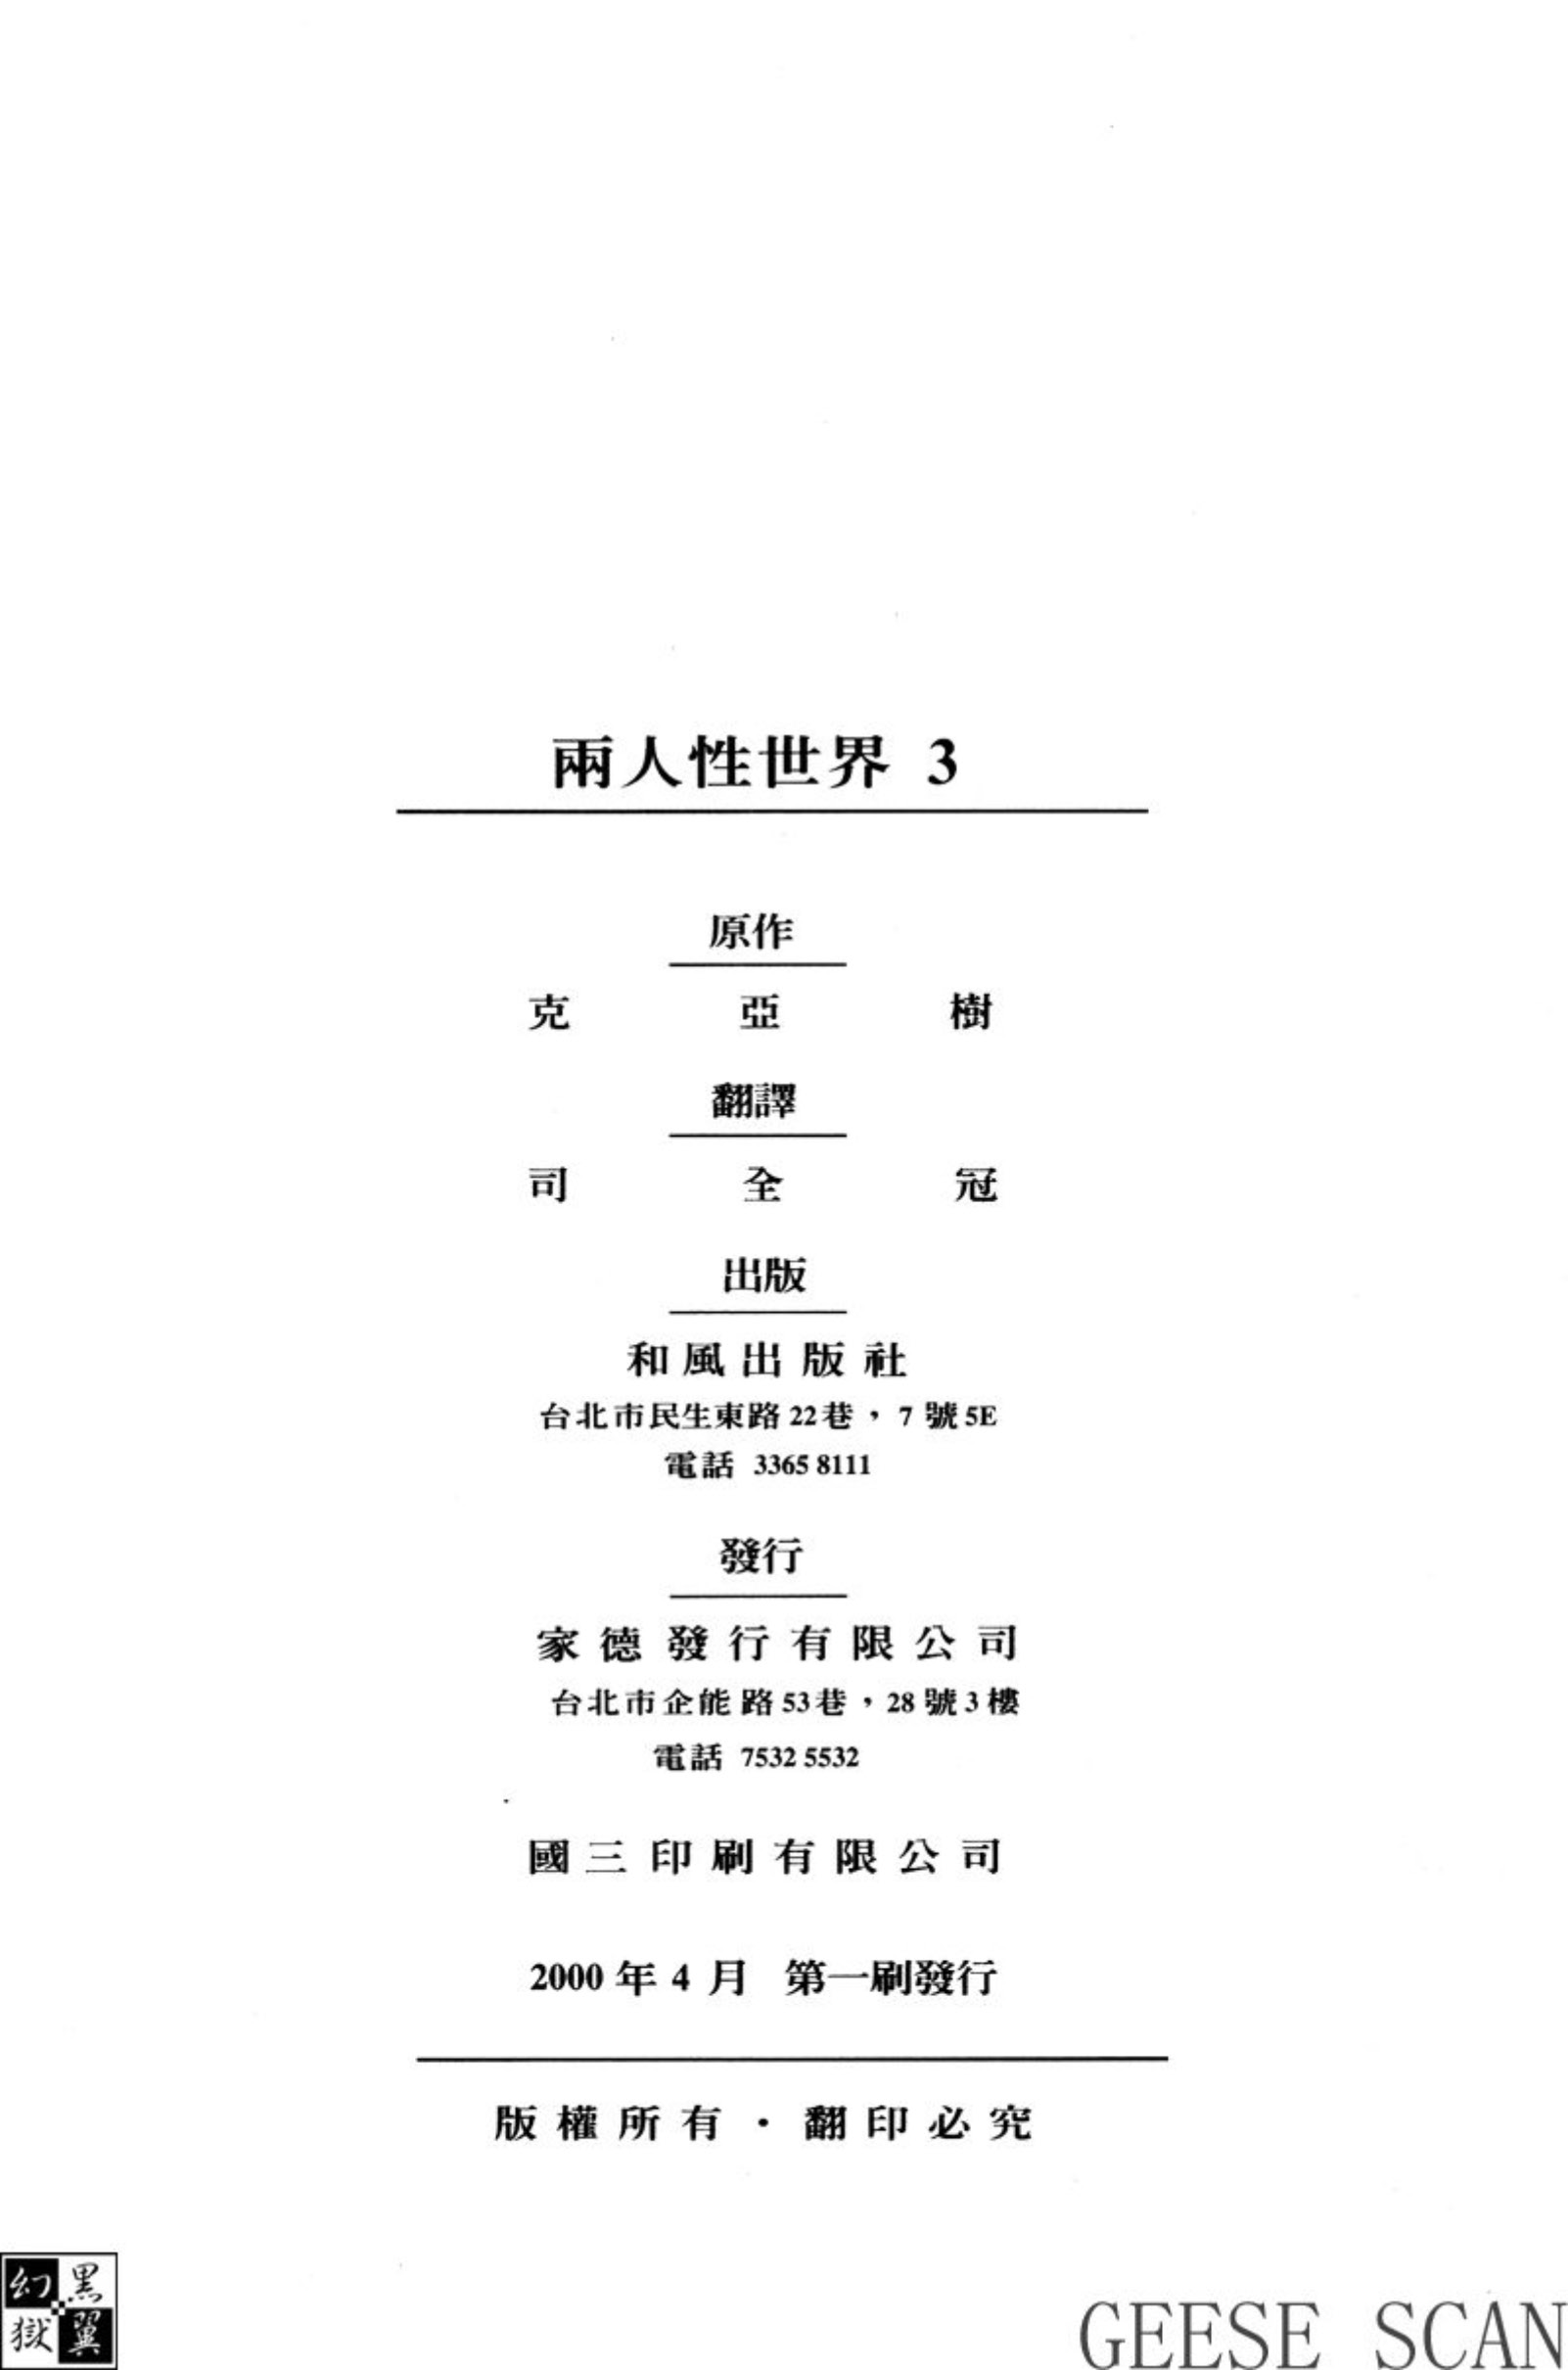 兩人性世界 3
原作
克 亞 樹
翻譯
司 全 冠
出版
和風出版社
台北市民生東路22巷，7號5E
電話 3365 8111
發行
家德發行有限公司
台北市企能路53巷，28號3樓
電話 7532 5532
國三印刷有限公司
2000年4月 第一刷發行
版權所有・翻印必究
幻黑
獄翼
GEESE SCAN